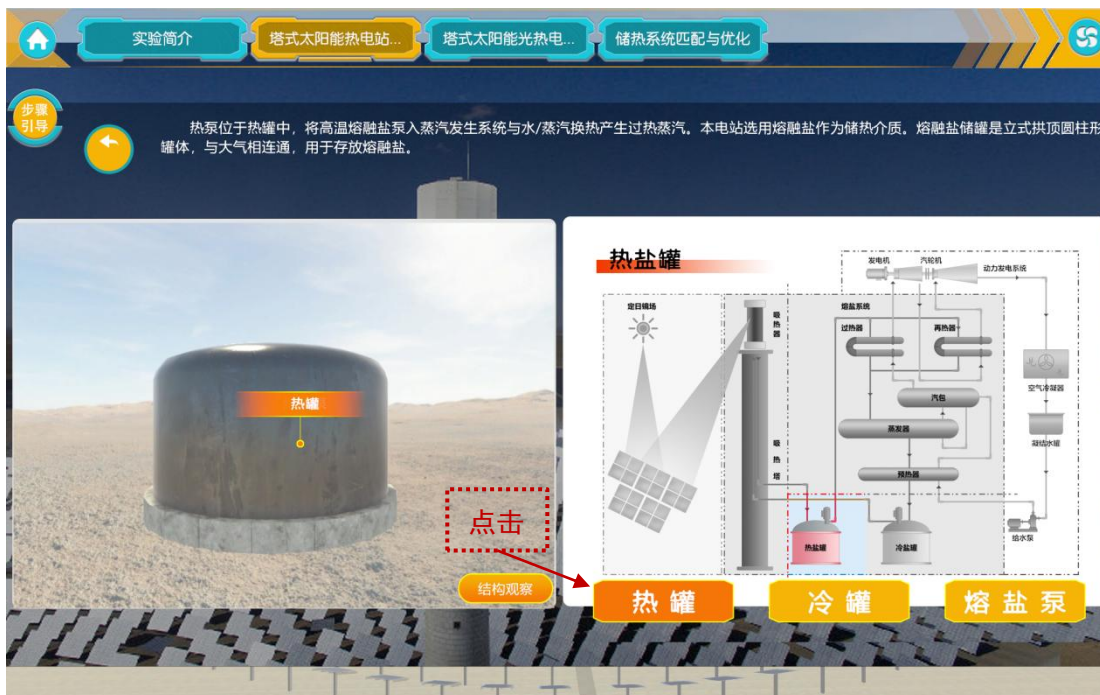 实验简介
塔式太阳能热电站...
塔式太阳能光热电...
储热系统匹配与优化
步骤
引导
热泵位于热罐中，将高温熔融盐泵入蒸汽发生系统与水/蒸汽换热产生过热蒸汽。本电站选用熔融盐作为储热介质。熔融盐储罐是立式拱顶圆柱形
罐体，与大气相连通，用于存放熔融盐。
热罐
点击
结构观察
热盐罐
发电机
汽轮机
动力发电系统
定日镜场
吸热器
熔盐系统
过热器
再热器
空气冷凝器
汽包
凝结水罐
蒸发器
吸热塔
预热器
给水泵
热盐罐
冷盐罐
热罐
冷罐
熔盐泵